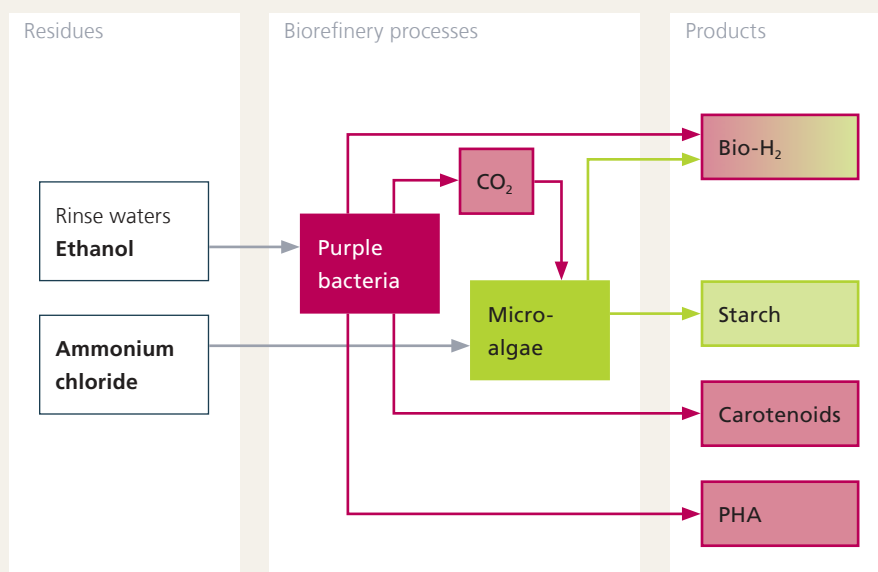 Residues
Biorefinery processes
Products
Rinse waters
Ethanol
Ammonium
chloride
Purple
bacteria
CO₂
Micro-
algae
Bio-H₂
Starch
Carotenoids
PHA